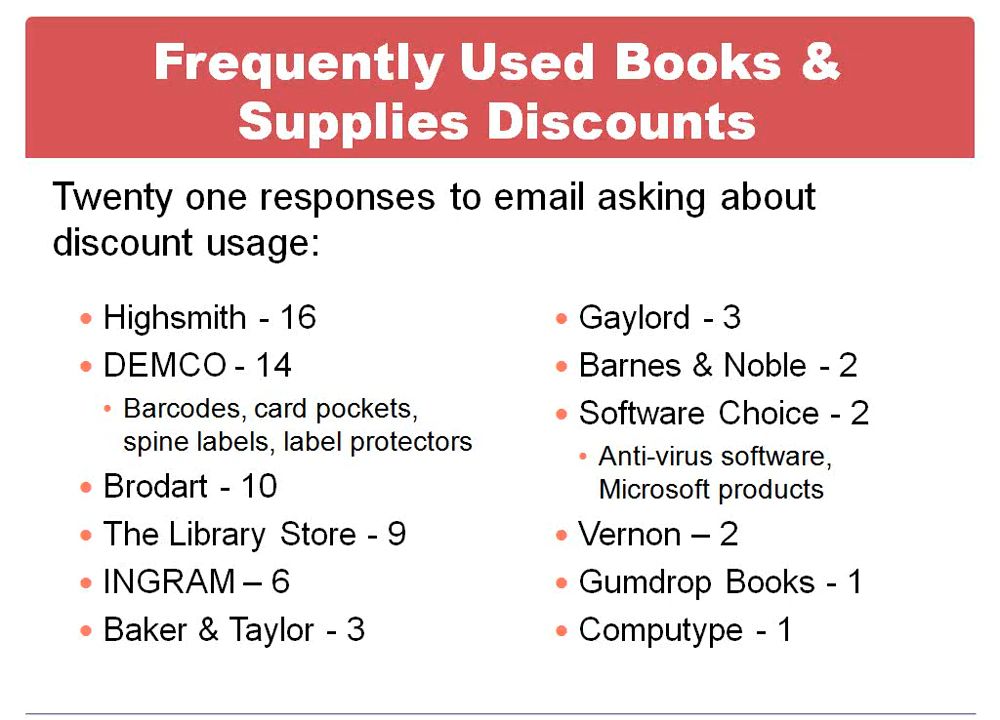 Frequently Used Books &
Supplies Discounts
Twenty one responses to email asking about
discount usage:
• Highsmith - 16
• DEMCO - 14
• Barcodes, card pockets,
spine labels, label protectors
• Brodart - 10
• The Library Store - 9
• INGRAM – 6
• Baker & Taylor - 3
• Gaylord - 3
• Barnes & Noble - 2
• Software Choice - 2
• Anti-virus software,
Microsoft products
• Vernon – 2
• Gumdrop Books - 1
• Computype - 1